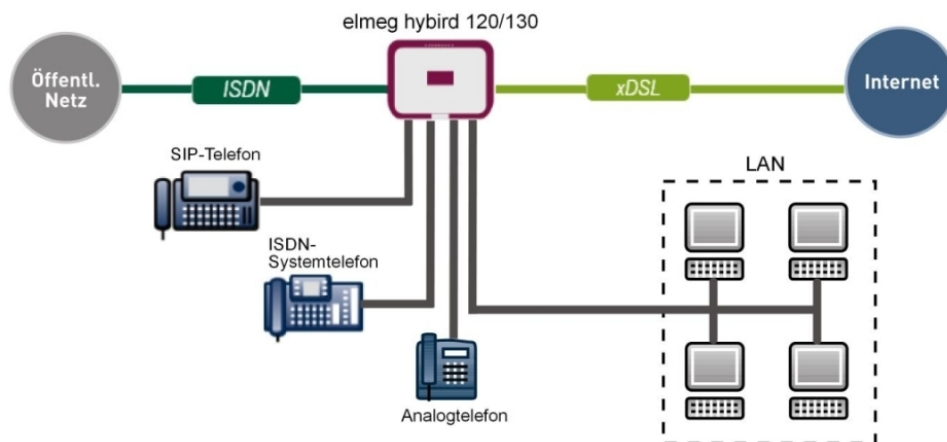 elmeg hybird 120/130
Öffentl.
Netz
ISDN
xDSL
Internet
SIP-Telefon
LAN
ISDN-
Systemtelefon
Analogtelefon